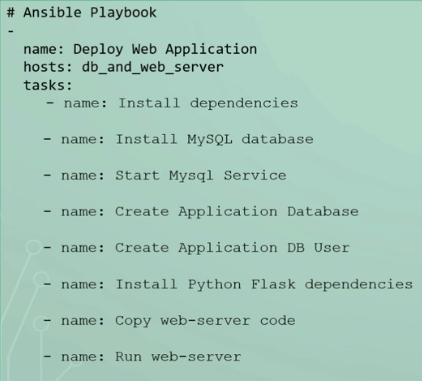 # Ansible Playbook
-
name: Deploy Web Application
hosts: db_and_web_server
tasks:
- name: Install dependencies
- name: Install MySQL database
- name: Start Mysql Service
- name: Create Application Database
- name: Create Application DB User
- name: Install Python Flask dependencies
- name: Copy web-server code
- name: Run web-server